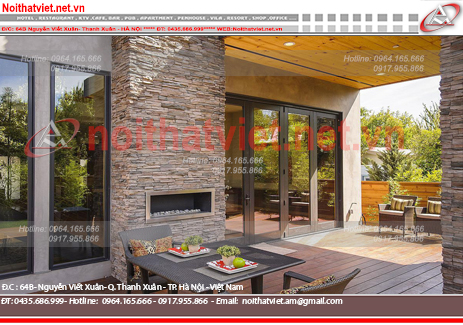 Noithatviet.net.vn
HOTEL . RESTAURANT . KTV.CAFE.BAR . PUB . APARTMENT . PENHOUSE . VILA . RESORT . SHOP .OFFICE ...
Đ/C: 64B Nguyễn Viết Xuân- Thanh Xuân - HÀ NỘI ***** ĐT: 0435.686.999***** WEB:Noithatviet.net.vn
Hotline: 0964.165.666
0917.955.866
Hotline: 0964.165.666
0917.955.866
noithatviet.net.vn
Hotline: 0964.165.666
0917.955.866
Hotline: 0964.165.666
0917.955.866
Hotline: 0964.165.666
0917.955.866
Đ.C : 64B- Nguyễn Viết Xuân- Q. Thanh Xuân - TP. Hà Nội - Việt Nam
ĐT: 0435.686.999- Hotline: 0964.165.666 - 0917.955.866 - Email: noithatviet.am@gmail.com